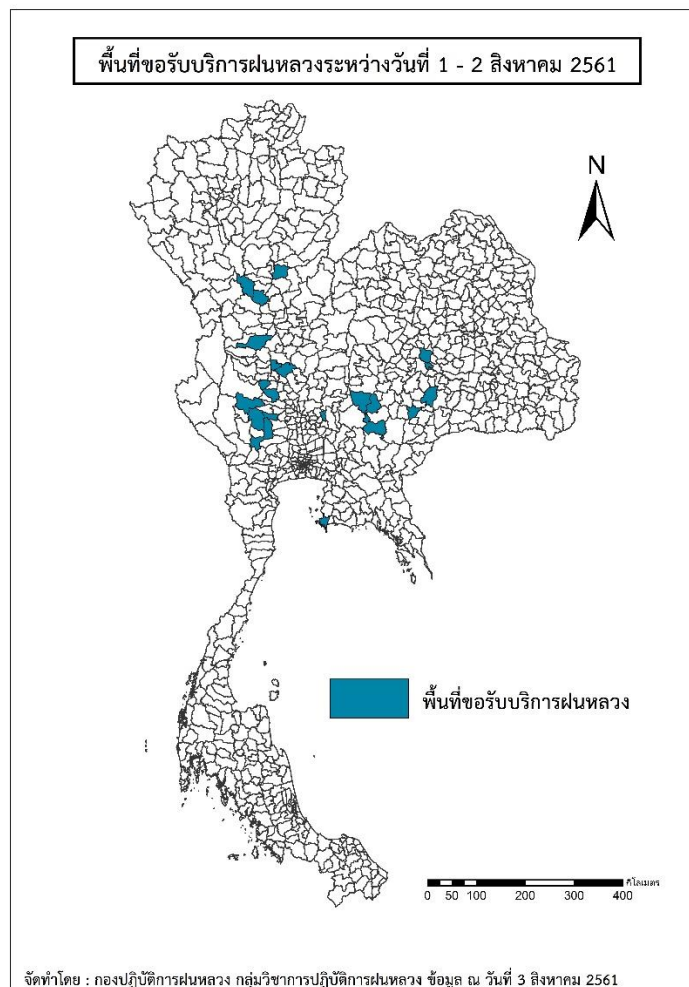 พื้นที่ขอรับบริการฝนหลวงระหว่างวันที่ 1 - 2 สิงหาคม 2561
N
พื้นที่ขอรับบริการฝนหลวง
กิโลเมตร
0 50 100 200 300 400
จัดทำโดย : กองปฏิบัติการฝนหลวง กลุ่มวิชาการปฏิบัติการฝนหลวง ข้อมูล ณ วันที่ 3 สิงหาคม 2561